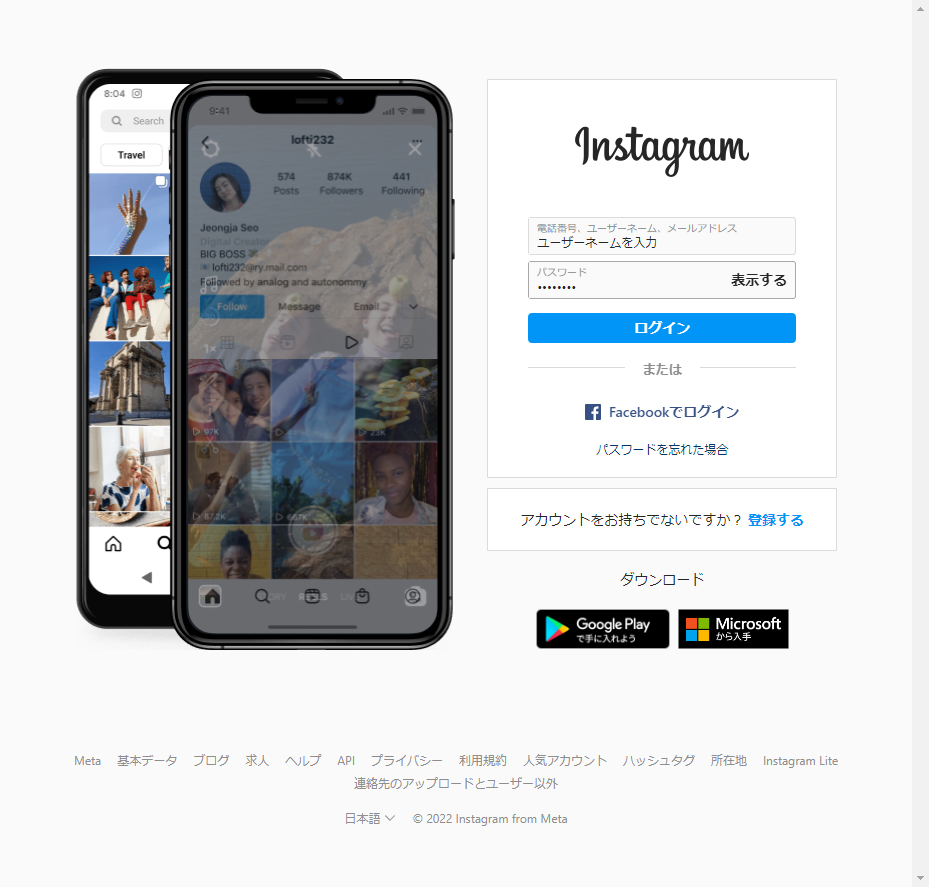 8:04
Search
Travel
9:41
lofti232
574
874K
441
Posts
Followers
Following
Jeongja Seo
Digital Creator
BIG BOSS
lofti232@ry.mail.com
Followed by analog and autonommy
Follow
Message
Email
1×
97K
23K
87.2K
667K
REELS
Instagram
電話番号、ユーザーネーム、メールアドレス
ユーザーネームを入力
パスワード
••••••••
表示する
ログイン
または
Facebookでログイン
パスワードを忘れた場合
アカウントをお持ちでないですか？ 登録する
ダウンロード
Google Play
で手に入れよう
Microsoft
から入手
Meta 基本データ ブログ 求人 ヘルプ API プライバシー 利用規約 人気アカウント ハッシュタグ 所在地 Instagram Lite
連絡先のアップロードとユーザー以外
日本語 © 2022 Instagram from Meta